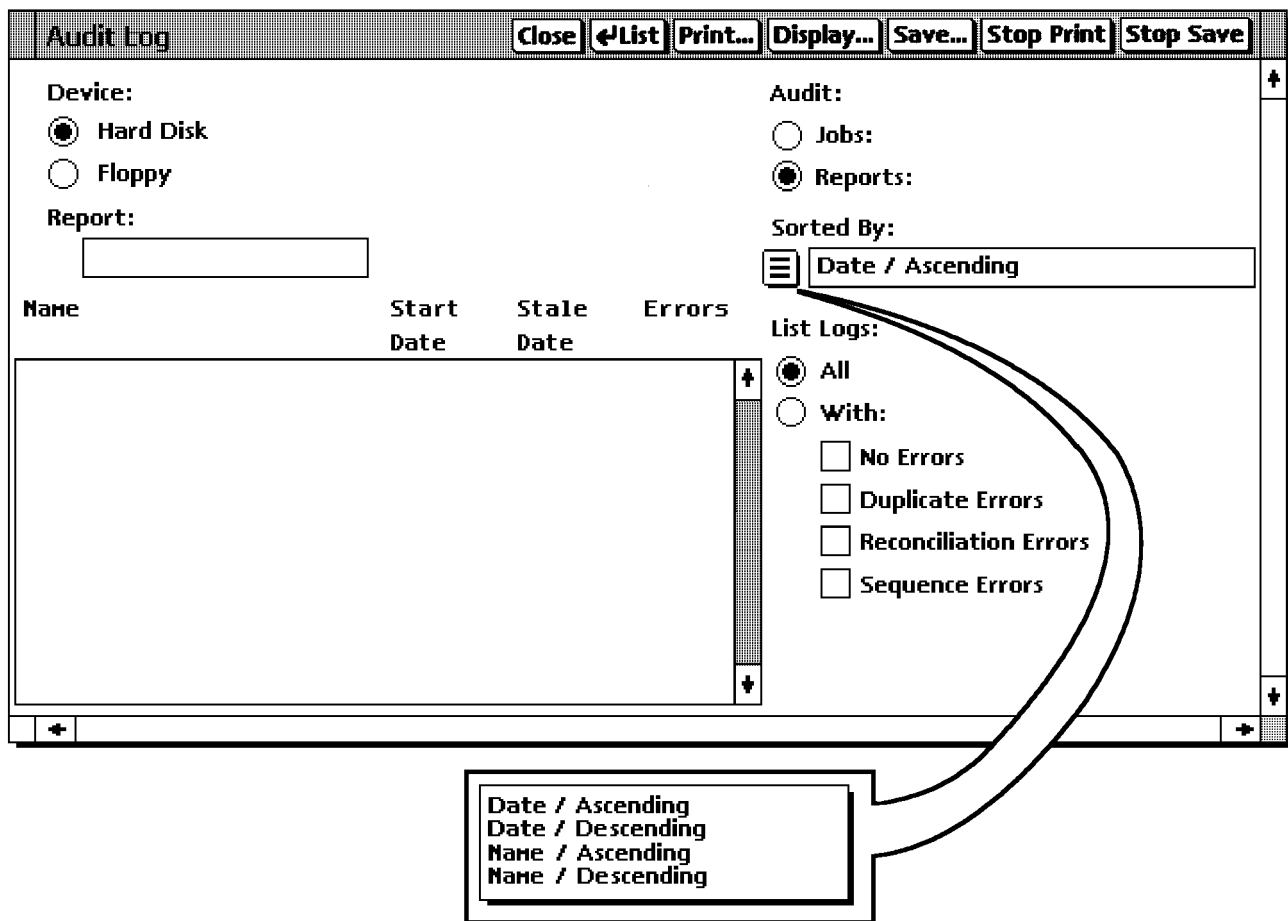 Audit Log
Close ↵List Print... Display... Save... Stop Print Stop Save
Device:
Hard Disk
Floppy
Report:
Name Start Stale Errors
Date Date
Audit:
Jobs:
Reports:
Sorted By:
Date / Ascending
List Logs:
All
With:
No Errors
Duplicate Errors
Reconciliation Errors
Sequence Errors
Date / Ascending
Date / Descending
Name / Ascending
Name / Descending